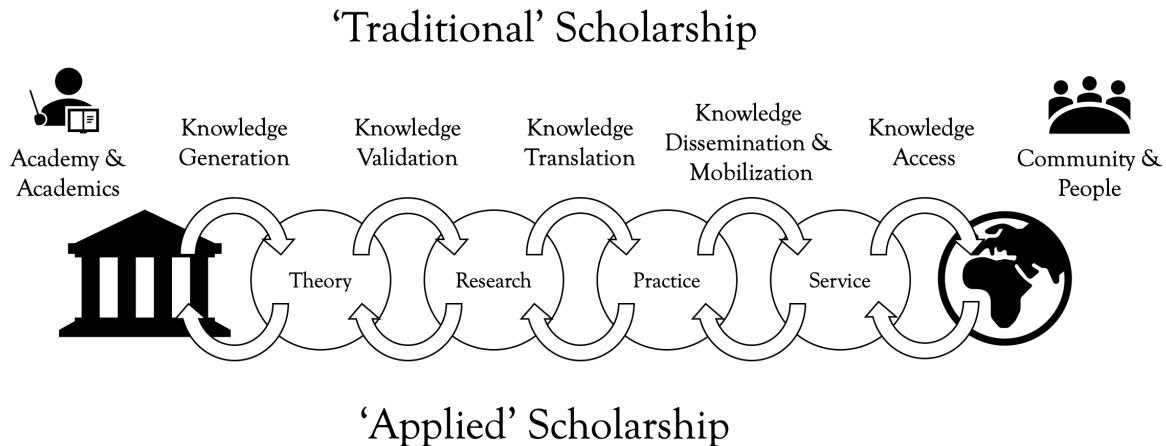 ‘Traditional’ Scholarship
Academy &
Academics
Knowledge
Generation
Knowledge
Validation
Knowledge
Translation
Knowledge
Dissemination &
Mobilization
Knowledge
Access
Community &
People
Theory
Research
Practice
Service
‘Applied’ Scholarship